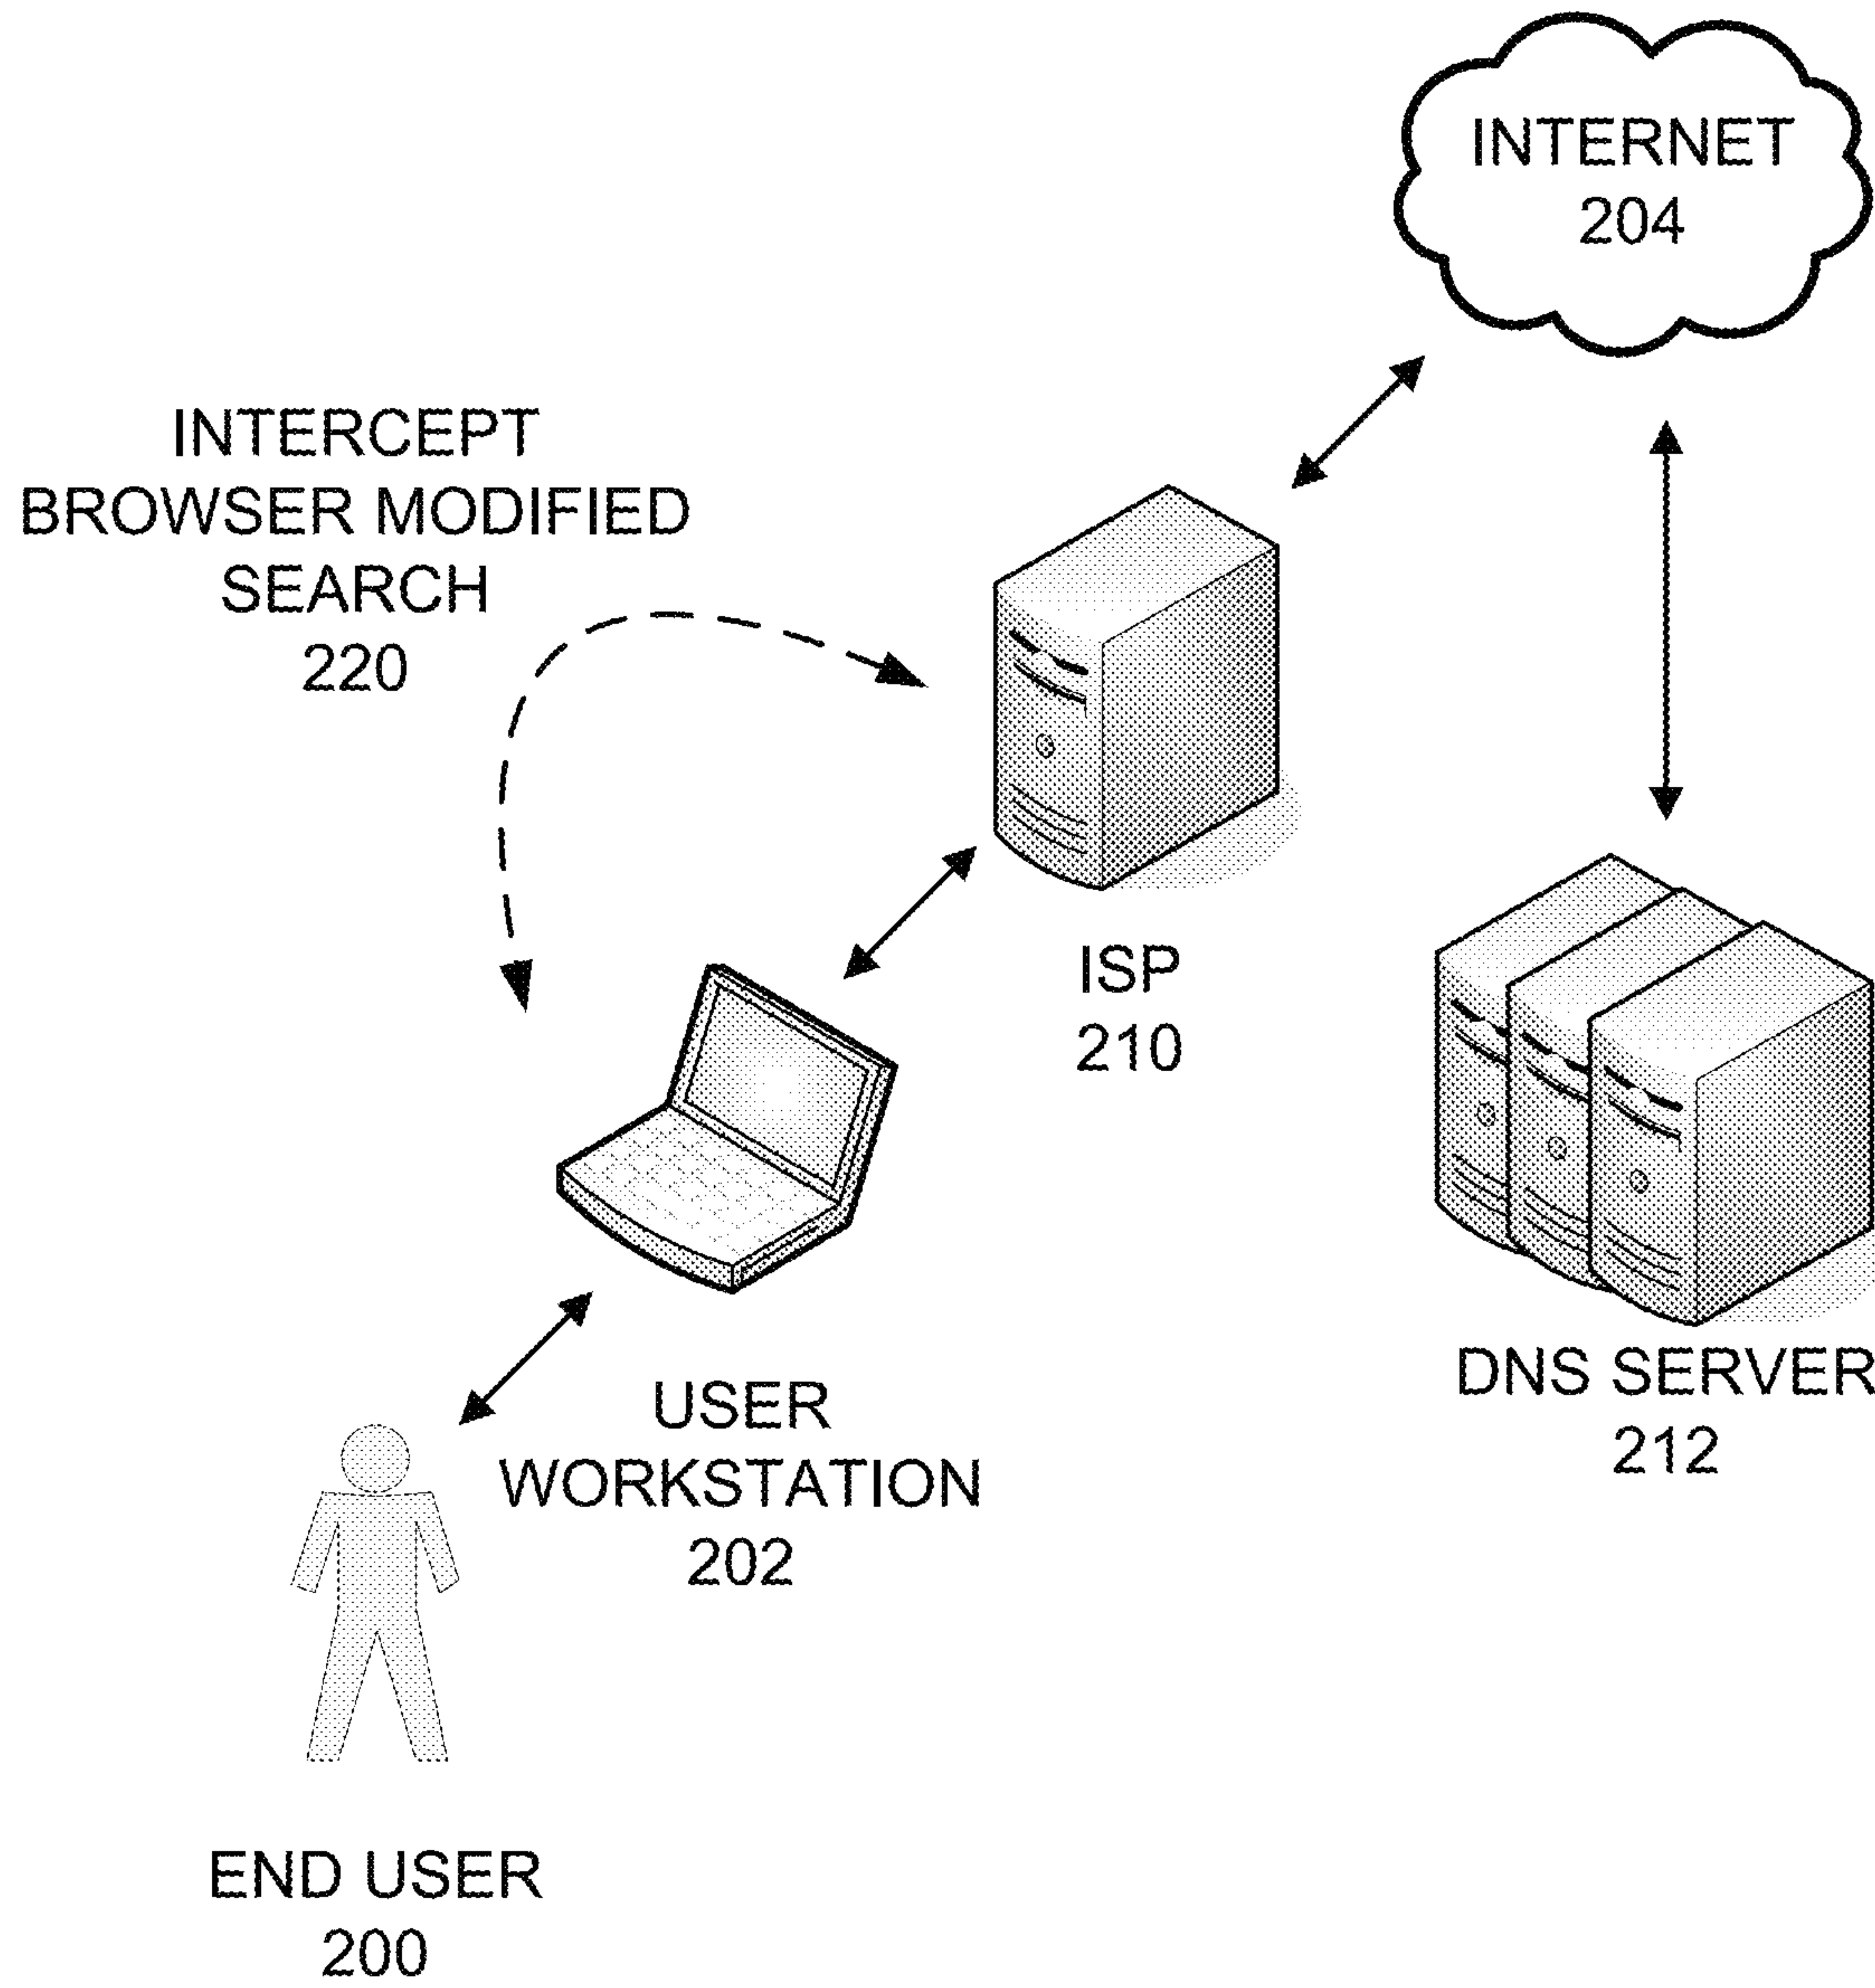 INTERNET
204
INTERCEPT
BROWSER MODIFIED
SEARCH
220
ISP
210
DNS SERVER
212
USER
WORKSTATION
202
END USER
200